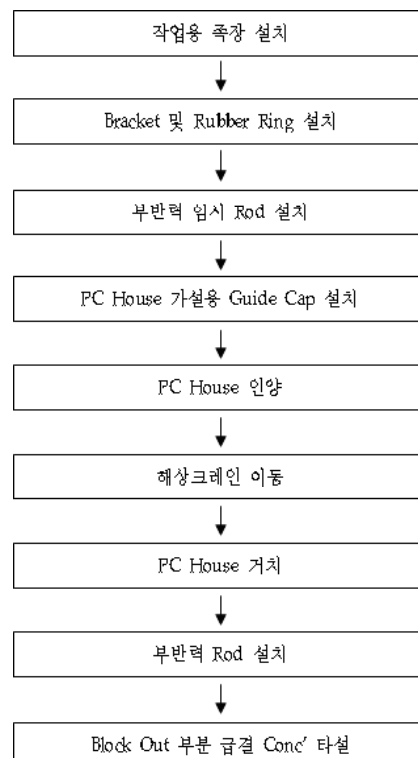 작업용 족장 설치
Bracket 및 Rubber Ring 설치
부반력 임시 Rod 설치
PC House 가설용 Guide Cap 설치
PC House 인양
해상크레인 이동
PC House 거치
부반력 Rod 설치
Block Out 부분 급결 Conc' 타설